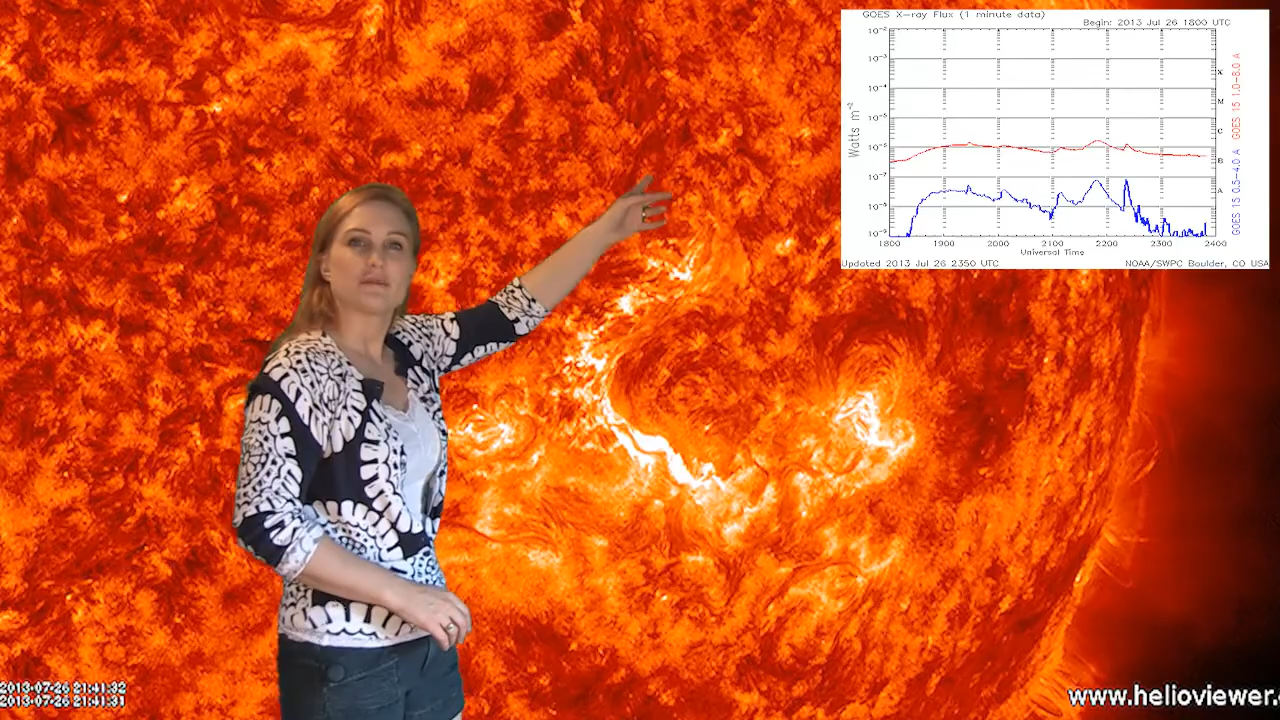 GOES X-ray Flux (1 minute data)
Begin: 2013 Jul 26 1800 UTC
10⁻²
10⁻³
10⁻⁴
10⁻⁵
10⁻⁶
10⁻⁷
10⁻⁸
10⁻⁹
Watts m⁻²
X
M
C
B
A
GOES 15 1.0-8.0 A
GOES 15 0.5-4.0 A
1800 1900 2000 2100 2200 2300 2400
Universal Time
Updated 2013 Jul 26 2350 UTC
NOAA/SWPC Boulder, CO USA
2013-07-26 21:41:32
2013-07-26 21:41:31
www.helioviewer.